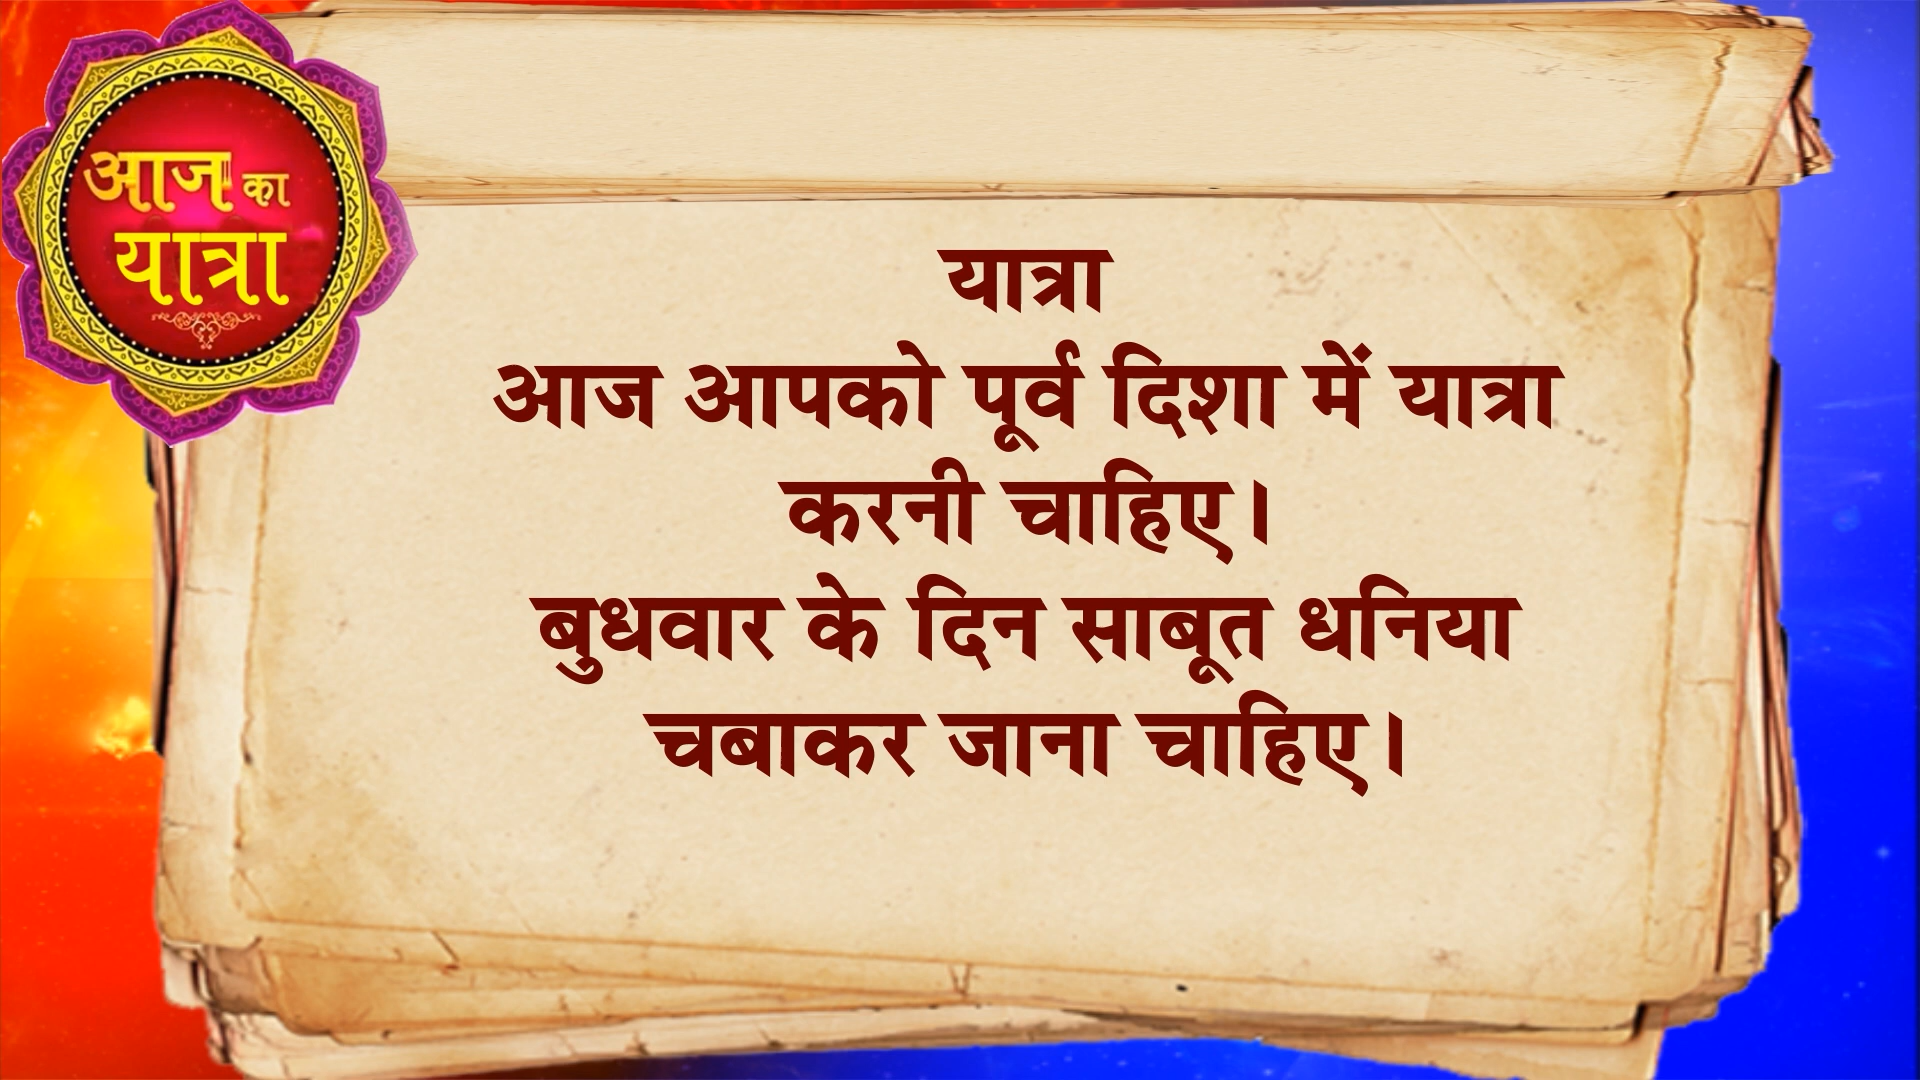 आज का
यात्रा
यात्रा
आज आपको पूर्व दिशा में यात्रा
करनी चाहिए।
बुधवार के दिन साबूत धनिया
चबाकर जाना चाहिए।